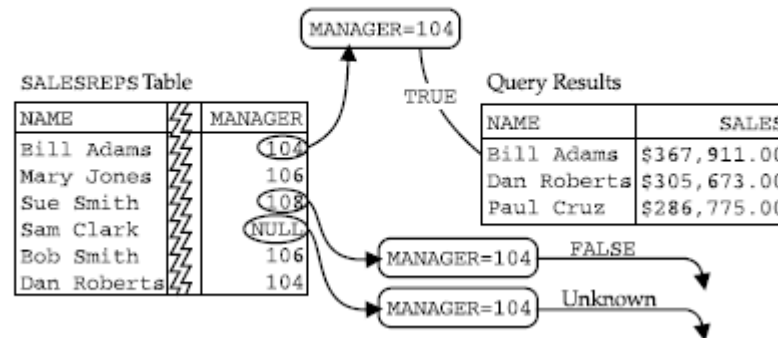 MANAGER=104
SALESREPS Table
NAME MANAGER
Bill Adams 104
Mary Jones 106
Sue Smith 108
Sam Clark NULL
Bob Smith 106
Dan Roberts 104
TRUE
Query Results
NAME SALES
Bill Adams $367,911.00
Dan Roberts $305,673.00
Paul Cruz $286,775.00
MANAGER=104 FALSE
MANAGER=104 Unknown